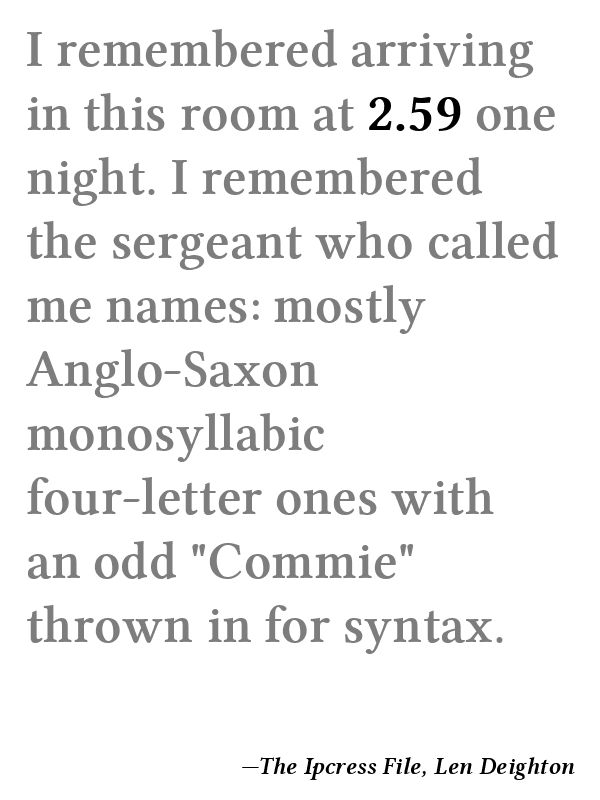 I remembered arriving
in this room at 2.59 one
night. I remembered
the sergeant who called
me names: mostly
Anglo-Saxon
monosyllabic
four-letter ones with
an odd "Commie"
thrown in for syntax.
—The Ipcress File, Len Deighton